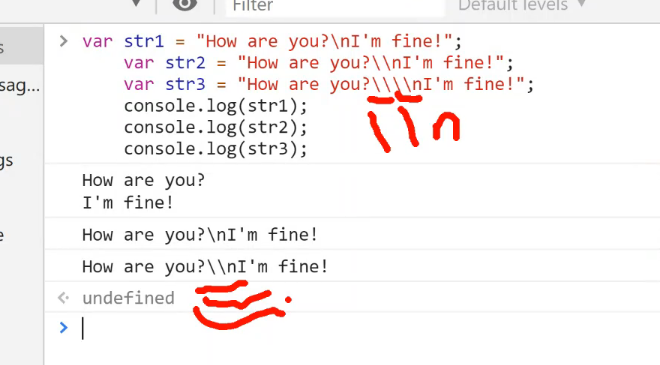 Filter
Default levels ▼
s
sag...
gs
e
> var str1 = "How are you?\nI'm fine!";
var str2 = "How are you?\\nI'm fine!";
var str3 = "How are you?\\\\nI'm fine!";
console.log(str1);
console.log(str2);
console.log(str3);
\\n
How are you?
I'm fine!
How are you?\nI'm fine!
How are you?\\nI'm fine!
<· undefined
>